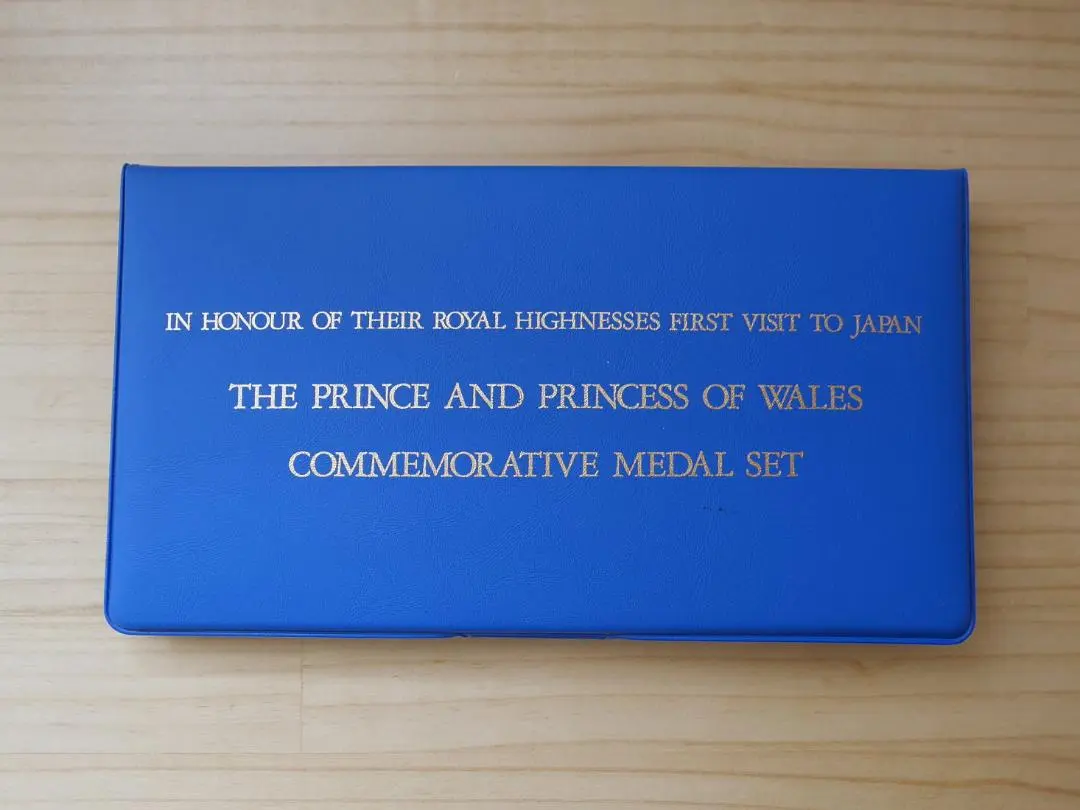 IN HONOUR OF THEIR ROYAL HIGHNESSES FIRST VISIT TO JAPAN
THE PRINCE AND PRINCESS OF WALES
COMMEMORATIVE MEDAL SET